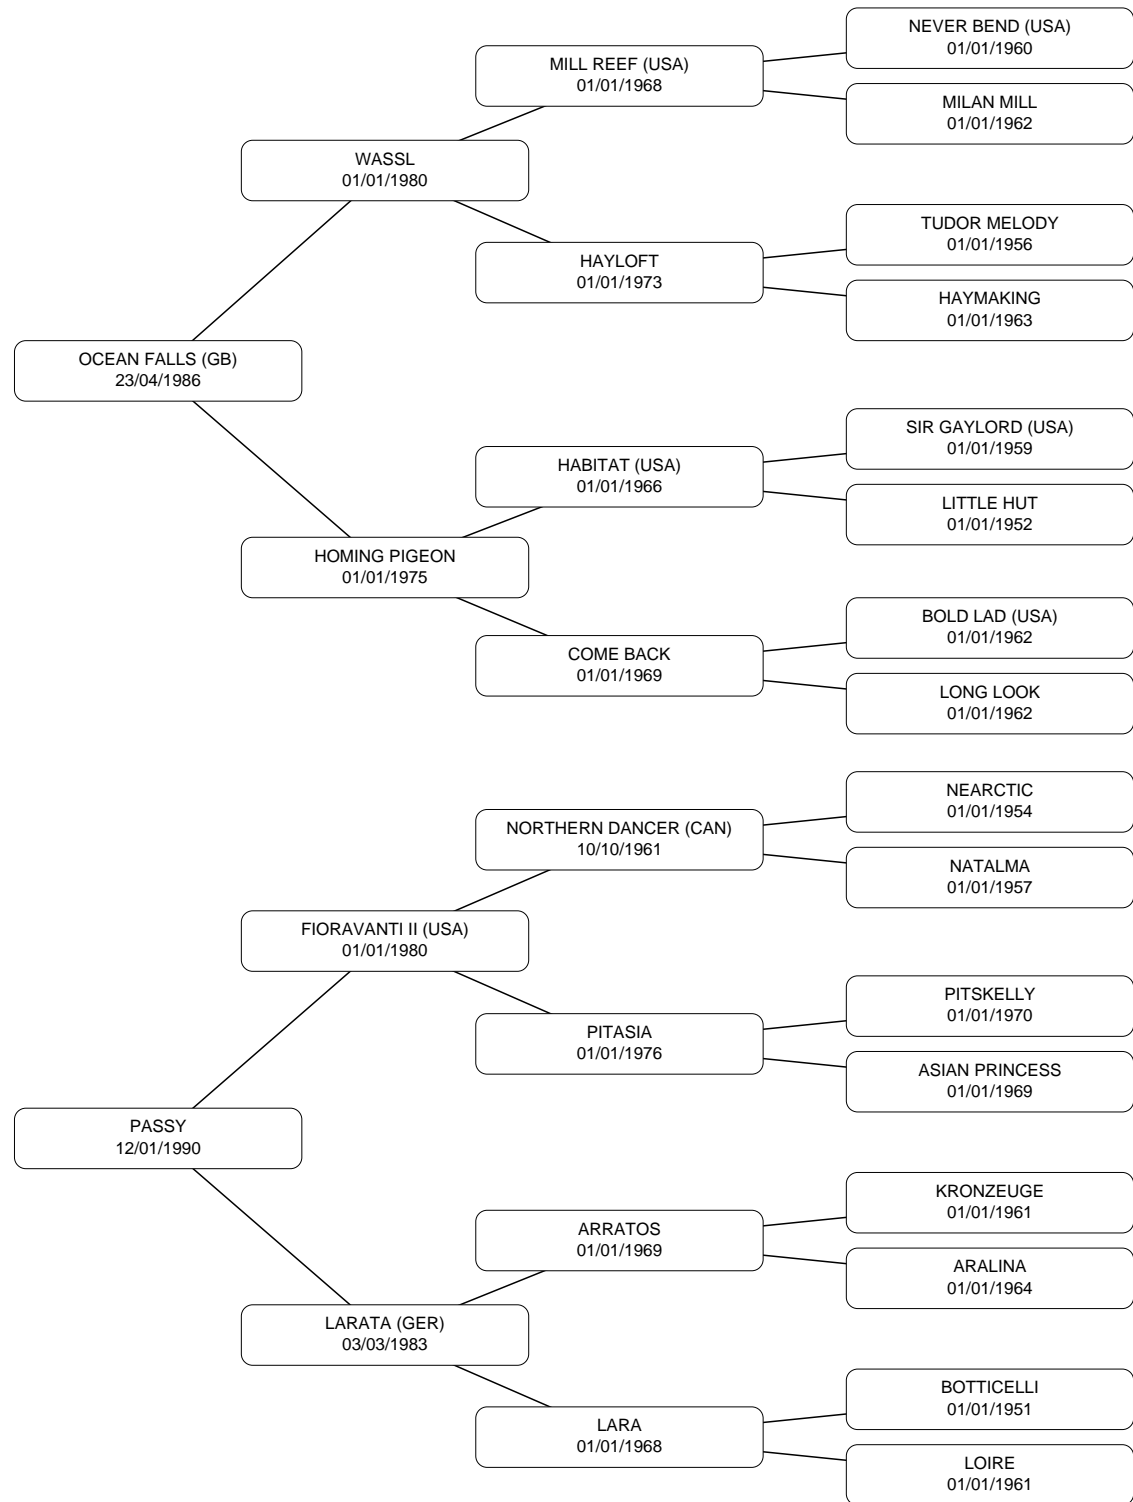 NEVER BEND (USA)
01/01/1960
MILL REEF (USA)
01/01/1968
MILAN MILL
01/01/1962
WASSL
01/01/1980
TUDOR MELODY
01/01/1956
HAYLOFT
01/01/1973
HAYMAKING
01/01/1963
OCEAN FALLS (GB)
23/04/1986
SIR GAYLORD (USA)
01/01/1959
HABITAT (USA)
01/01/1966
LITTLE HUT
01/01/1952
HOMING PIGEON
01/01/1975
BOLD LAD (USA)
01/01/1962
COME BACK
01/01/1969
LONG LOOK
01/01/1962
NEARCTIC
01/01/1954
NORTHERN DANCER (CAN)
10/10/1961
NATALMA
01/01/1957
FIORAVANTI II (USA)
01/01/1980
PITSKELLY
01/01/1970
PITASIA
01/01/1976
ASIAN PRINCESS
01/01/1969
PASSY
12/01/1990
KRONZEUGE
01/01/1961
ARRATOS
01/01/1969
ARALINA
01/01/1964
LARATA (GER)
03/03/1983
BOTTICELLI
01/01/1951
LARA
01/01/1968
LOIRE
01/01/1961